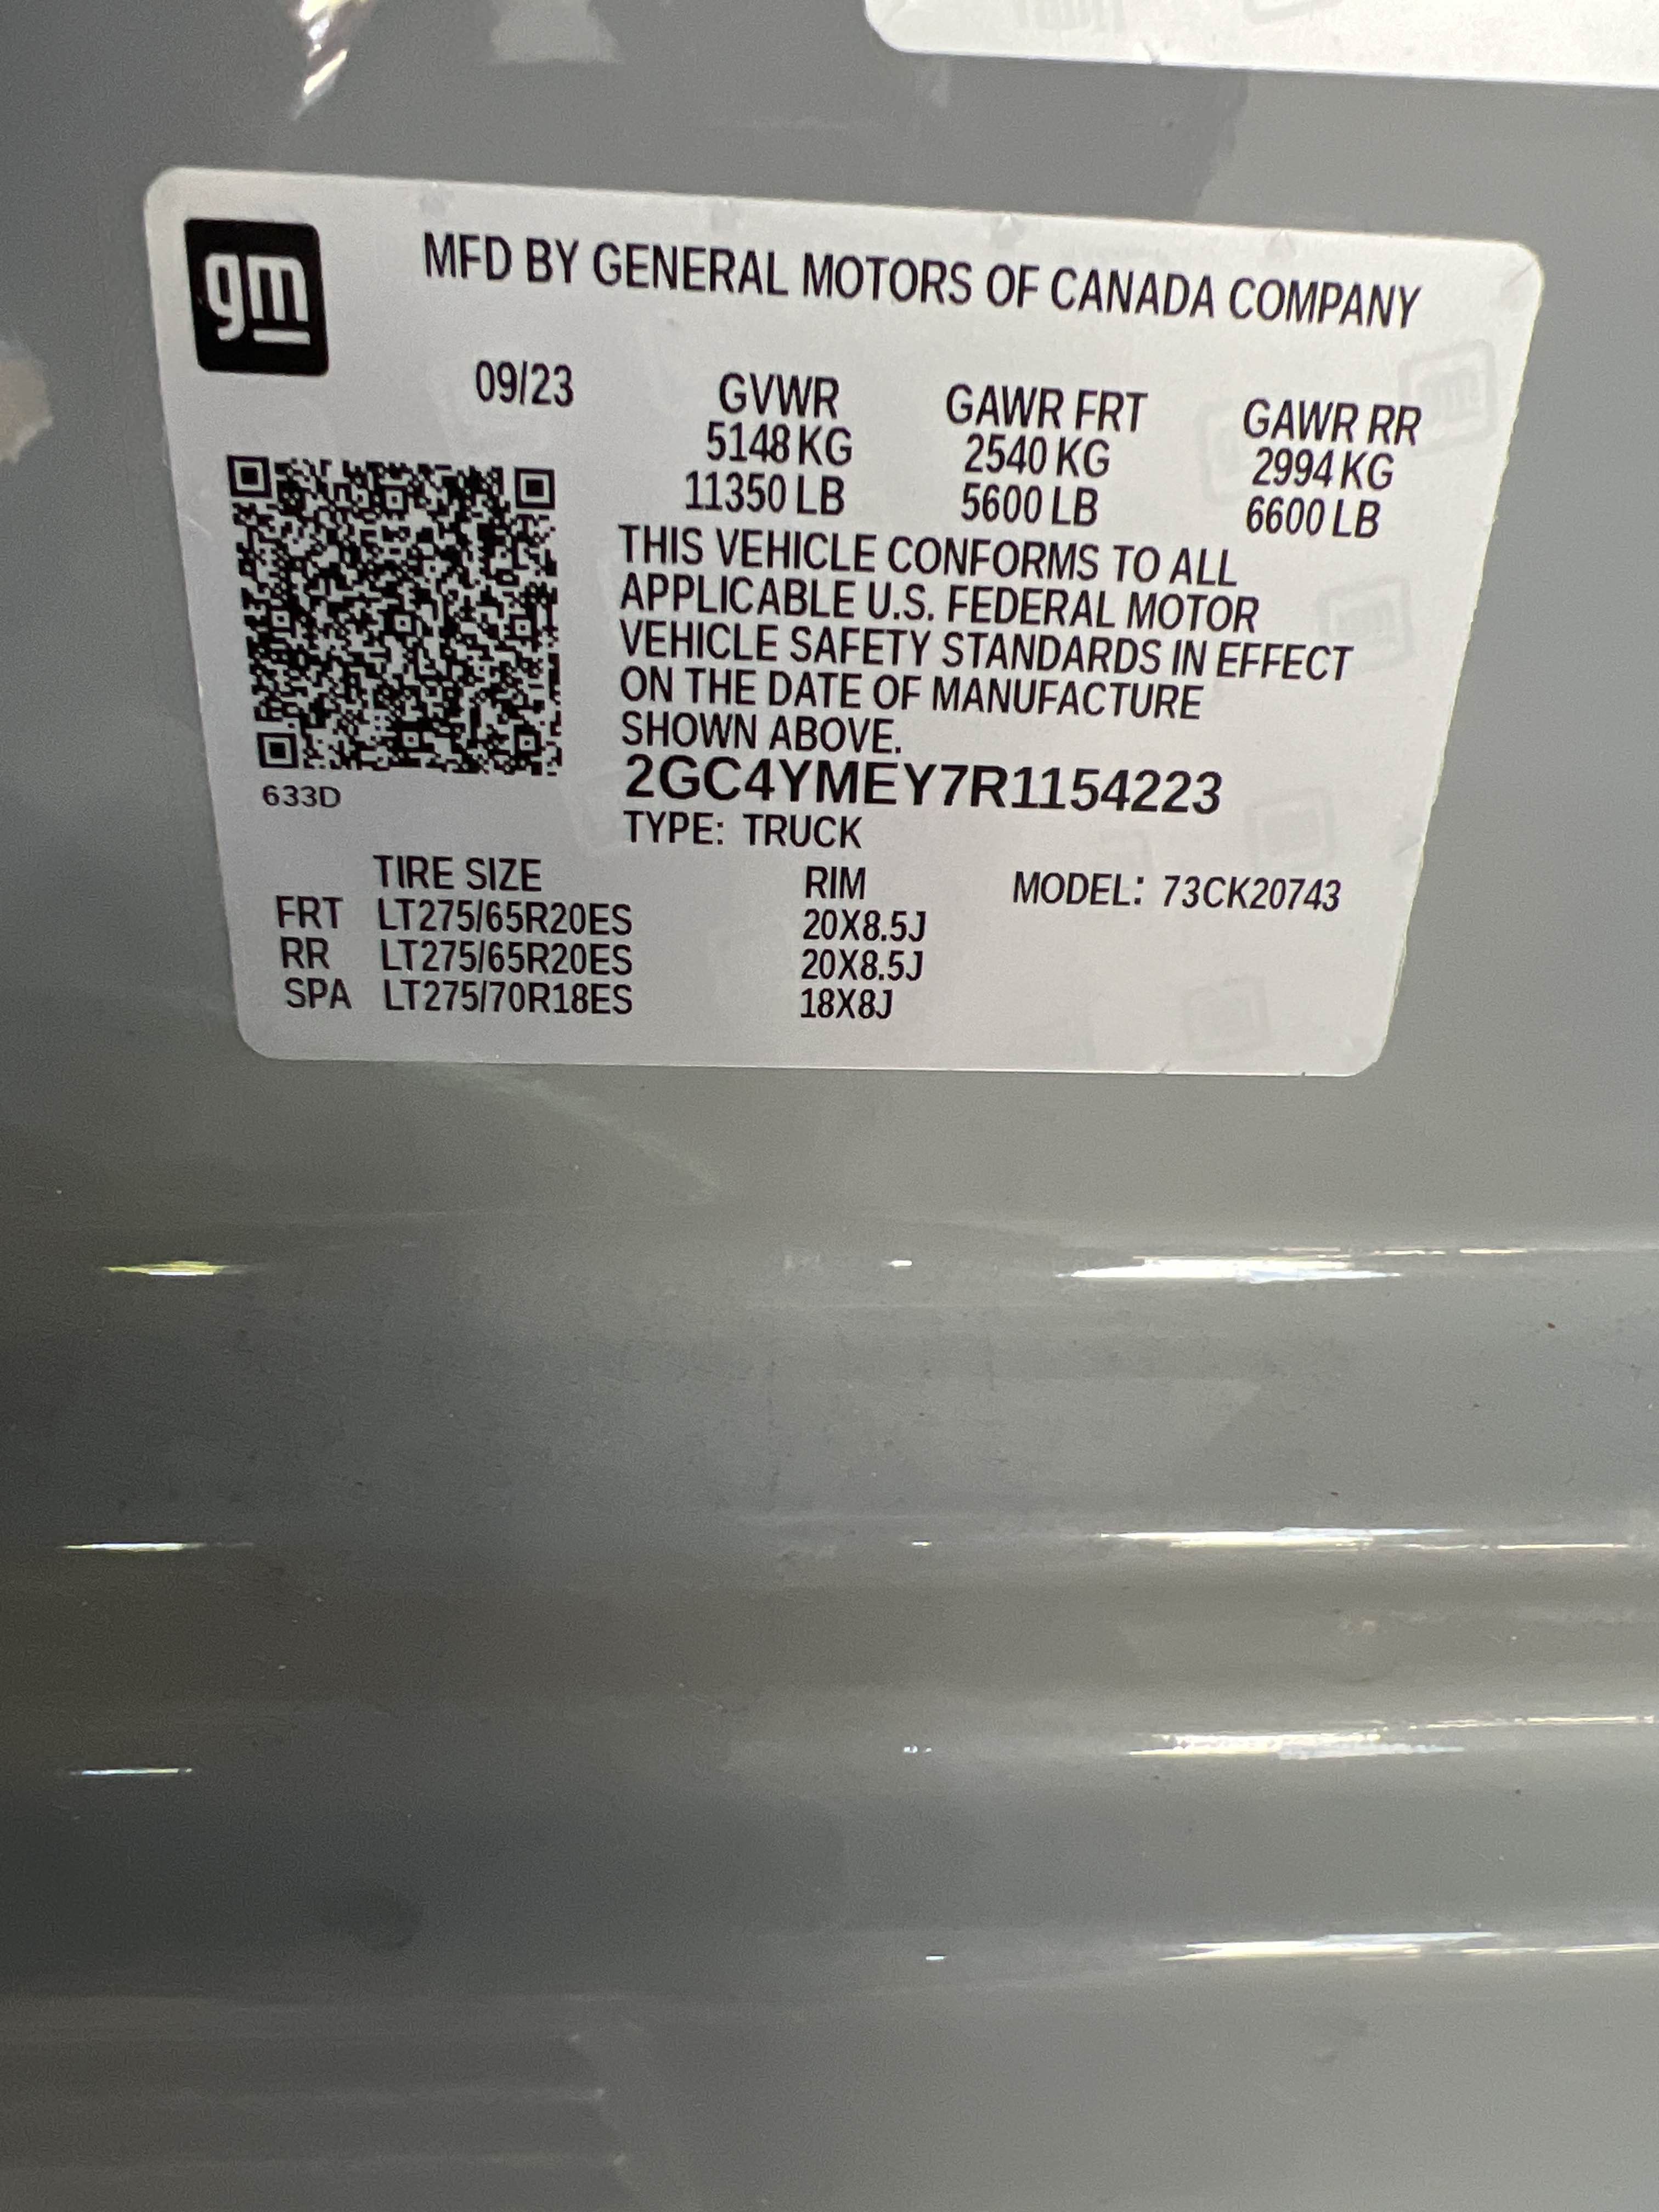 gm
MFD BY GENERAL MOTORS OF CANADA COMPANY
09/23
GVWR GAWR FRT GAWR RR
5148 KG 2540 KG 2994 KG
11350 LB 5600 LB 6600 LB
THIS VEHICLE CONFORMS TO ALL
APPLICABLE U.S. FEDERAL MOTOR
VEHICLE SAFETY STANDARDS IN EFFECT
ON THE DATE OF MANUFACTURE
SHOWN ABOVE.
2GC4YMEY7R1154223
633D
TYPE: TRUCK
TIRE SIZE RIM MODEL: 73CK20743
FRT LT275/65R20ES 20X8.5J
RR LT275/65R20ES 20X8.5J
SPA LT275/70R18ES 18X8J